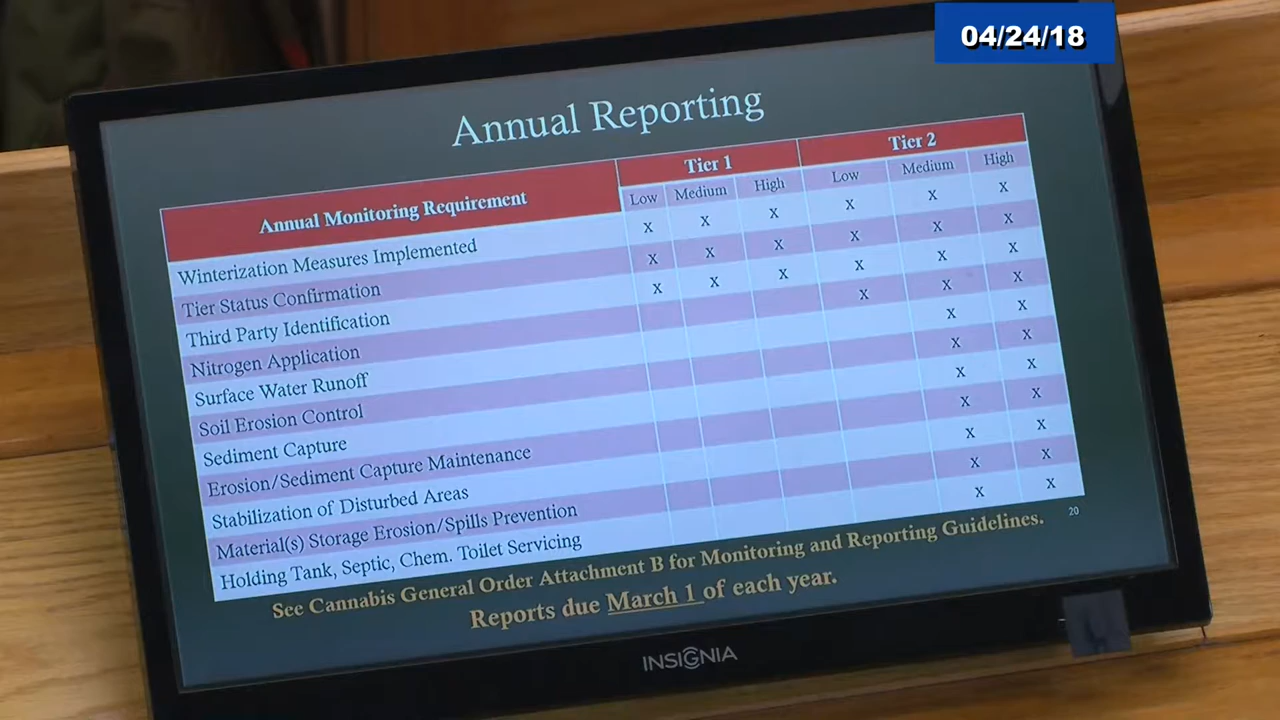 04/24/18
Annual Reporting
Annual Monitoring Requirement Tier 1 Tier 2
Low Medium High Low Medium High
Winterization Measures Implemented x x x x x x
Tier Status Confirmation x x x x x x
Third Party Identification x x x x x x
Nitrogen Application x x x
Surface Water Runoff x x
Soil Erosion Control x x
Sediment Capture x x
Erosion/Sediment Capture Maintenance x x
Stabilization of Disturbed Areas x x
Material(s) Storage Erosion/Spills Prevention x x
Holding Tank, Septic, Chem. Toilet Servicing x x
See Cannabis General Order Attachment B for Monitoring and Reporting Guidelines.
Reports due March 1 of each year.
20
INSIGNIA